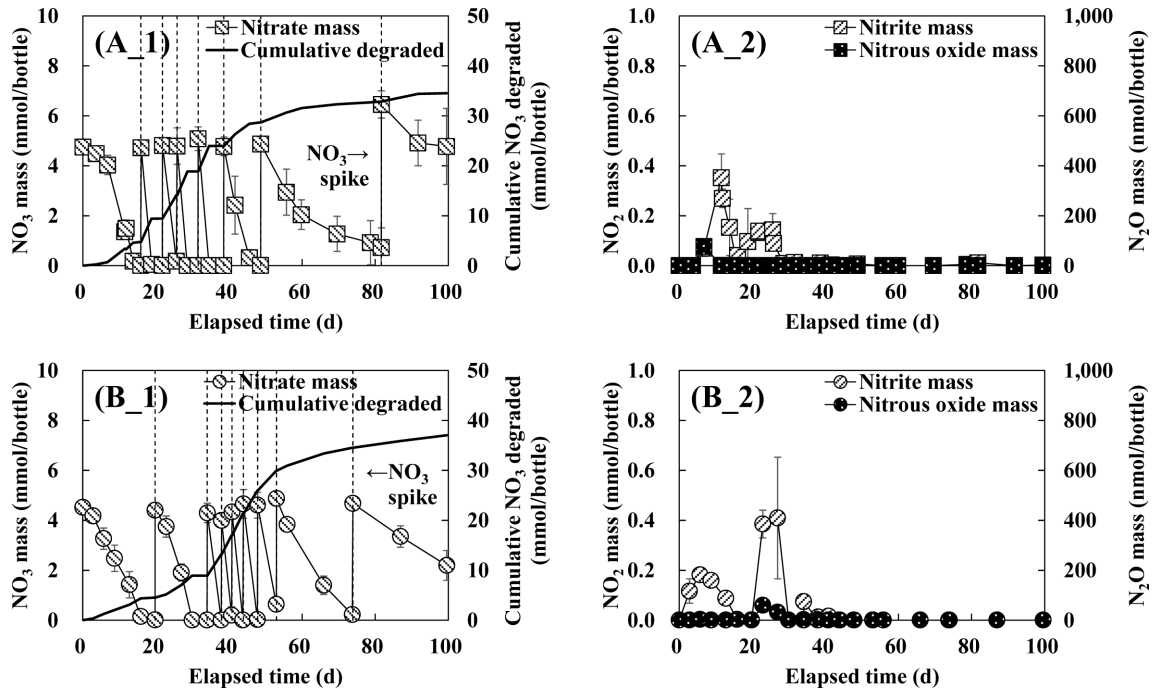 (A_1)
Nitrate mass
Cumulative degraded
NO3→
spike
10
8
6
4
2
0
50
40
30
20
10
0
0 20 40 60 80 100
NO3 mass (mmol/bottle)
Cumulative NO3 degraded
(mmol/bottle)
Elapsed time (d)
(A_2)
Nitrite mass
Nitrous oxide mass
1.0
0.8
0.6
0.4
0.2
0.0
1,000
800
600
400
200
0
0 20 40 60 80 100
NO2 mass (mmol/bottle)
N2O mass (nmol/bottle)
Elapsed time (d)
(B_1)
Nitrate mass
Cumulative degraded
←NO3
spike
10
8
6
4
2
0
50
40
30
20
10
0
0 20 40 60 80 100
NO3 mass (mmol/bottle)
Cumulative NO3 degraded
(mmol/bottle)
Elapsed time (d)
(B_2)
Nitrite mass
Nitrous oxide mass
1.0
0.8
0.6
0.4
0.2
0.0
1,000
800
600
400
200
0
0 20 40 60 80 100
NO2 mass (mmol/bottle)
N2O mass (nmol/bottle)
Elapsed time (d)